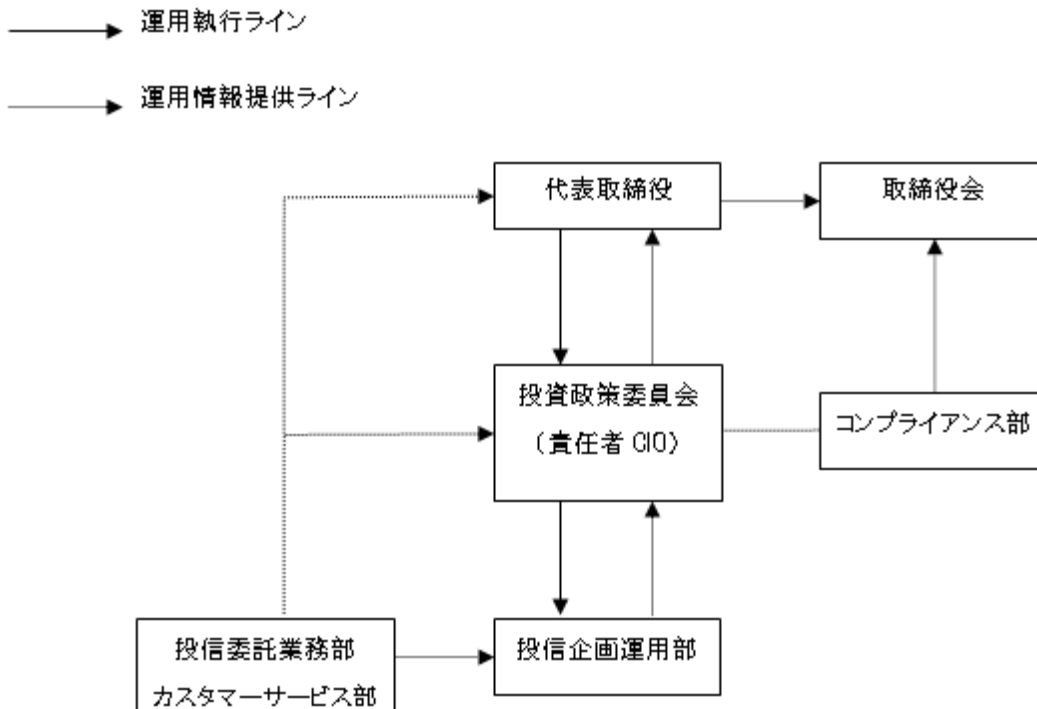 運用執行ライン
運用情報提供ライン
代表取締役
取締役会
投資政策委員会
（責任者 CIO）
コンプライアンス部
投信委託業務部
カスタマーサービス部
投信企画運用部